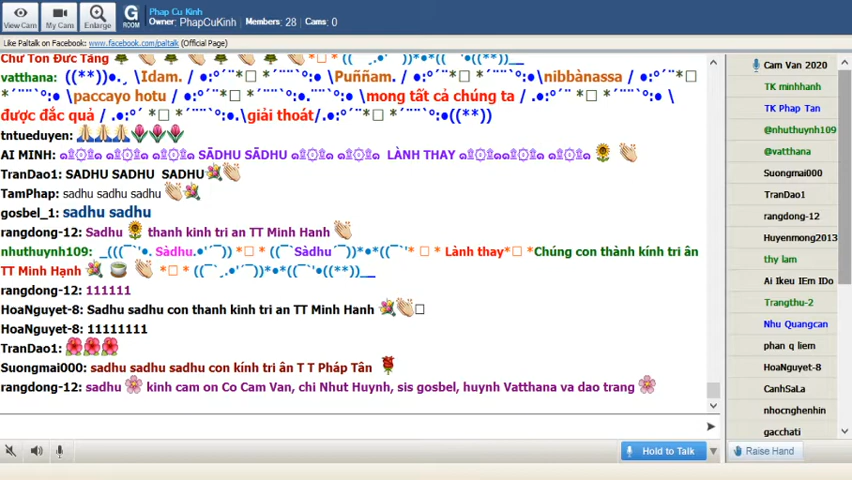 Phap Cu Kinh
Owner: PhapCuKinh Members: 28 Cams: 0
View Cam
My Cam
Enlarge
G
ROOM
Like Paltalk on Facebook: www.facebook.com/paltalk (Official Page)
Chư Tôn Đức Tăng
vatthana: ((**))•. \Idam. / •:°´¨*□ *´¨¨`°:• \Puññam. / •:°´¨*□ *´¨¨`°:•\nibbànassa / •:°´¨*□
*´¨¨`°:•\paccayo hotu / •:°´¨*□ *´¨¨`°:•.¨¨`°:•\mong tất cả chúng ta / .•:°´¨*□ *´¨¨`°:• \
được đắc quả / .•:°´ *□ *´¨¨`°:•.\giải thoát/.•:°´¨*□ *´¨¨`°:•((**))
tntueduyen:
AI MINH: SĀDHU SĀDHU LÀNH THAY
TranDao1: SADHU SADHU SADHU
TamPhap: sadhu sadhu sadhu
gosbel_1: sadhu sadhu
rangdong-12: Sadhu thanh kinh tri an TT Minh Hanh
nhuthuynh109: _(((¯`•. Sàdhu.•'´¯)) *□ * ((¯`Sàdhu´¯))*•*((¯`'*□ * Lành thay*□ *Chúng con thành kính tri ân
TT Minh Hạnh *□ * ((¯`¸.•'´¯))*•*((¯`'•((**))__
rangdong-12: 111111
HoaNguyet-8: Sadhu sadhu con thanh kinh tri an TT Minh Hanh □
HoaNguyet-8: 11111111
TranDao1:
Suongmai000: sadhu sadhu sadhu con kính tri ân T T Pháp Tân
rangdong-12: sadhu kinh cam on Co Cam Van, chi Nhut Huynh, sis gosbel, huynh Vatthana va dao trang
Hold to Talk
Cam Van 2020
TK minhhanh
TK Phap Tan
@nhuthuynh109
@vatthana
Suongmai000
TranDao1
rangdong-12
Huyenmong2013
thy lam
Ai Ikeu IEm IDo
Trangthu-2
Nhu Quangcan
phan q liem
HoaNguyet-8
CanhSaLa
nhocnghenhin
gacchati
Raise Hand